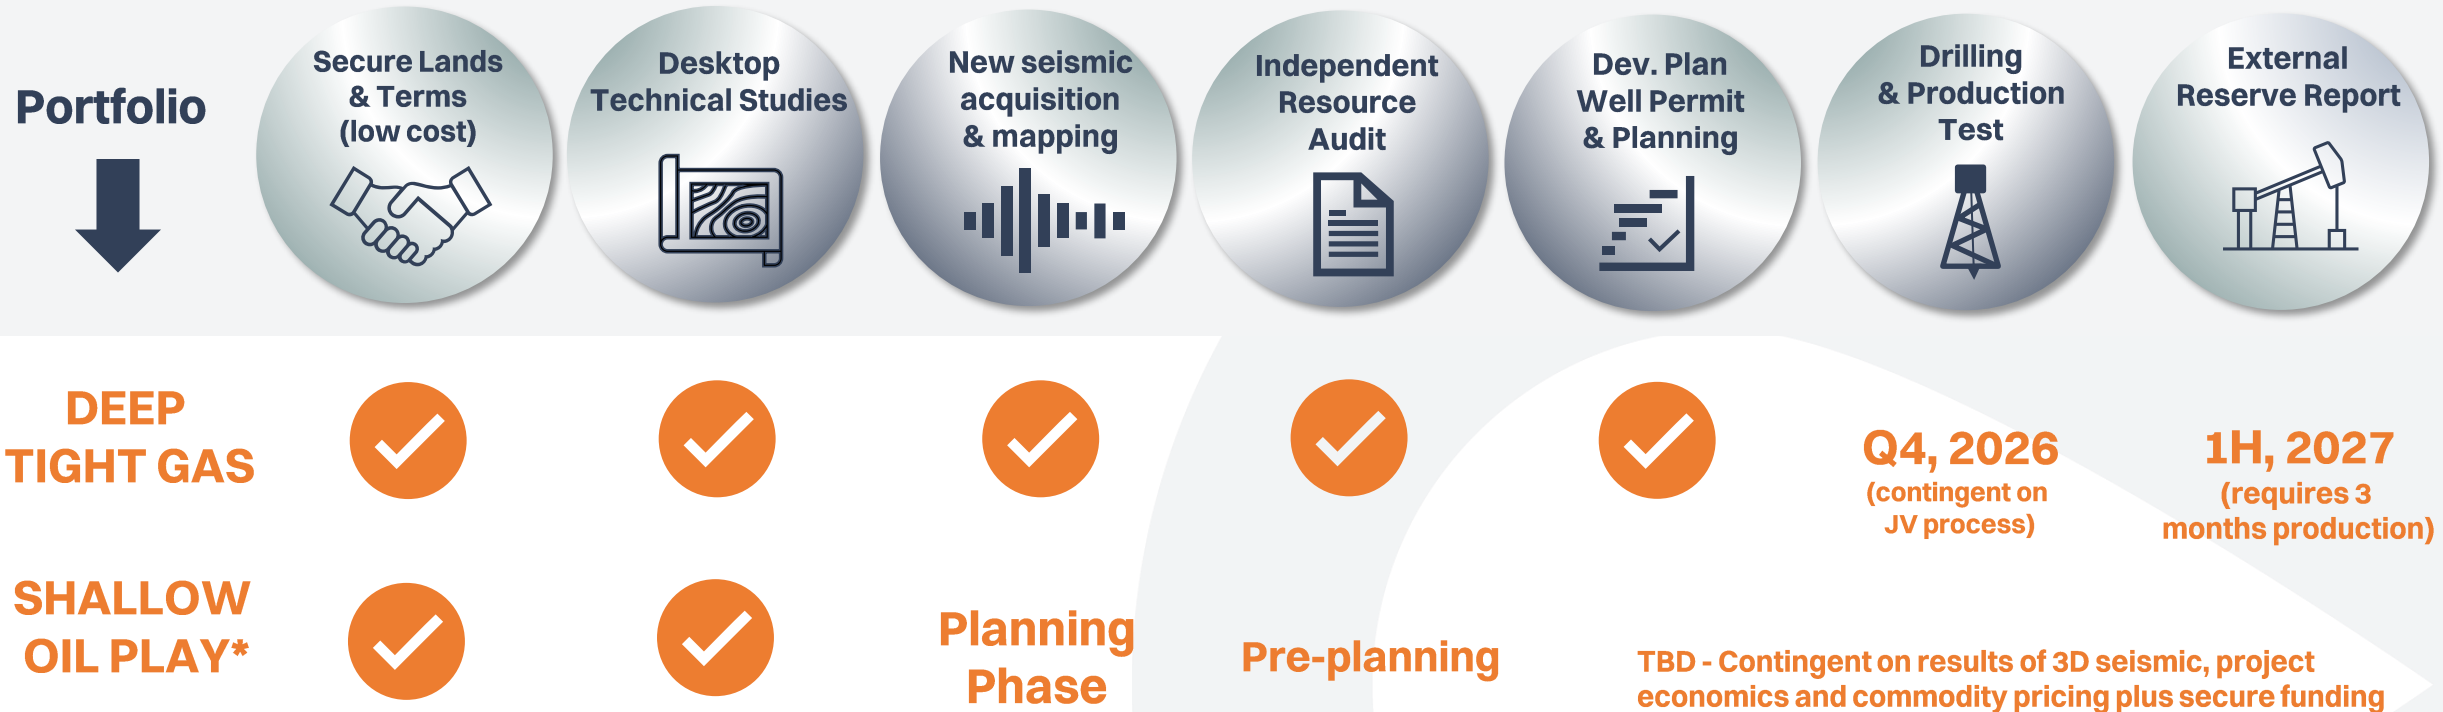 Portfolio
Secure Lands
& Terms
(low cost)
Desktop
Technical Studies
New seismic
acquisition
& mapping
Independent
Resource
Audit
Dev. Plan
Well Permit
& Planning
Drilling
& Production
Test
External
Reserve Report
DEEP
TIGHT GAS
Q4, 2026
(contingent on
JV process)
1H, 2027
(requires 3
months production)
SHALLOW
OIL PLAY*
Planning
Phase
Pre-planning
TBD - Contingent on results of 3D seismic, project
economics and commodity pricing plus secure funding